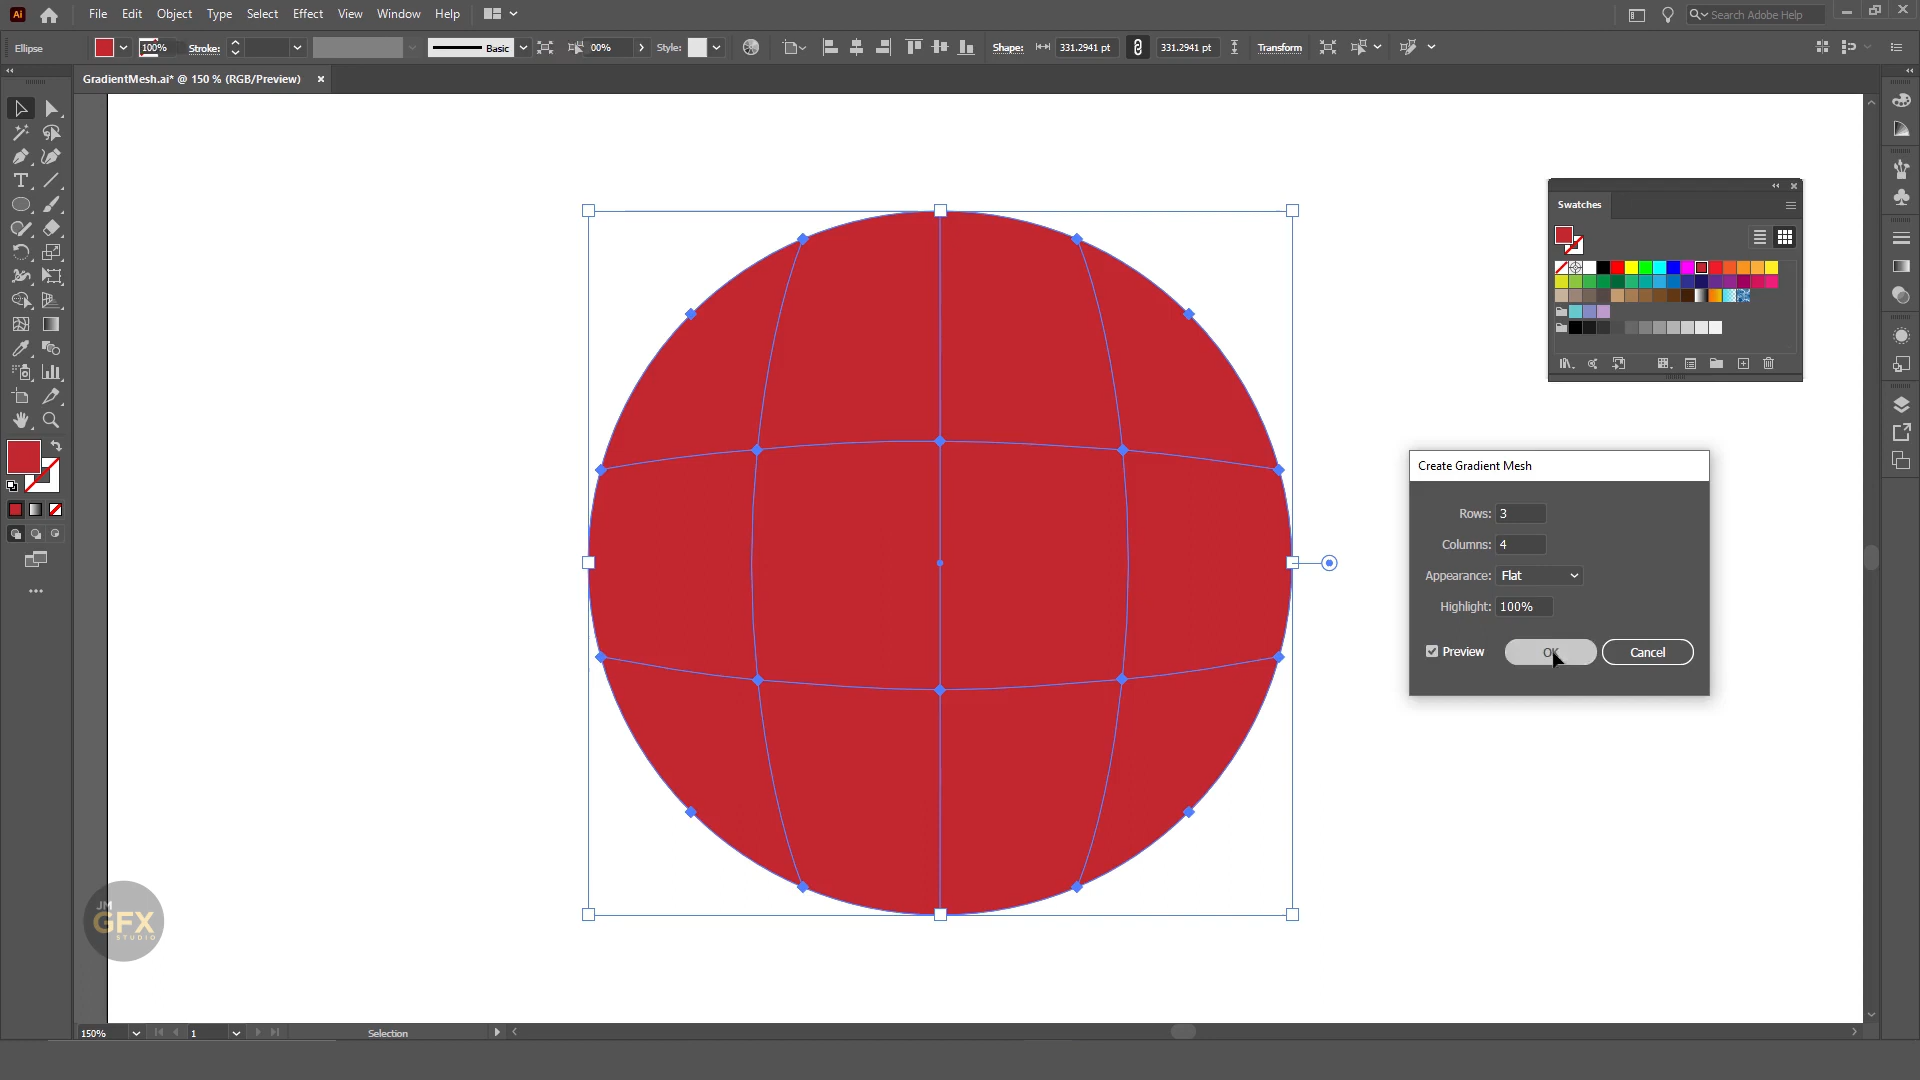 Ai File Edit Object Type Select Effect View Window Help Search Adobe Help
Ellipse 100% Stroke: Basic 00% Style: Shape: 331.2941 pt 331.2941 pt Transform
GradientMesh.ai* @ 150 % (RGB/Preview)
Swatches
Create Gradient Mesh
Rows: 3
Columns: 4
Appearance: Flat
Highlight: 100%
Preview OK Cancel
JM
GFX
STUDIO
150% 1 Selection